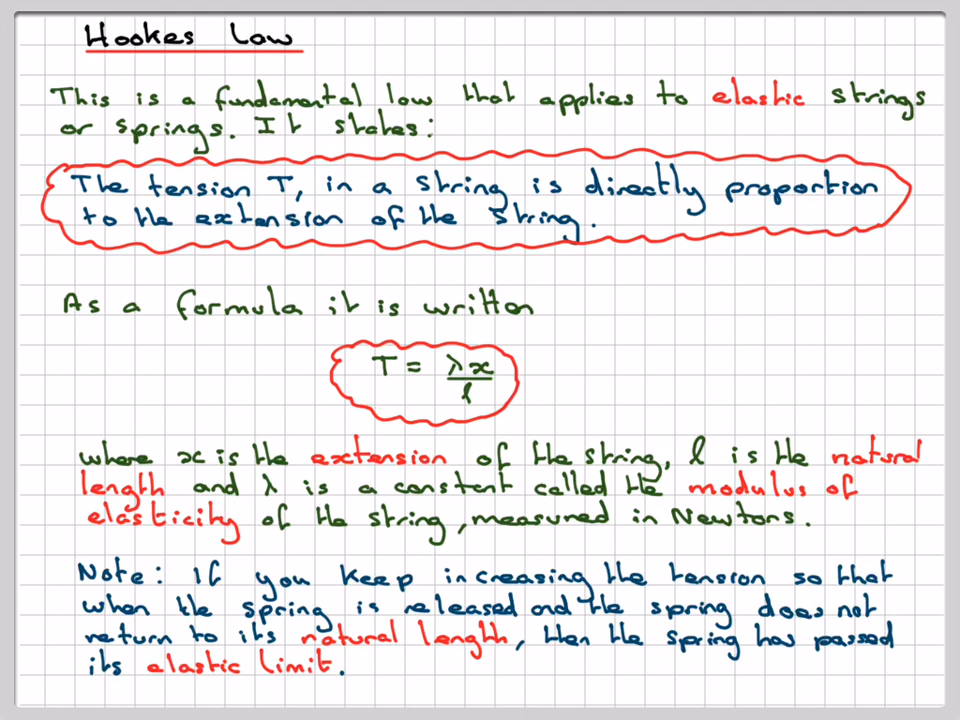 Hookes Law
This is a fundamental law that applies to elastic strings
or springs. It states:
The tension T, in a string is directly proportion
to the extension of the string.
As a formula it is written
T = λx/l
where x is the exctension of the string, l is the natural
length and λ is a constant called the modulus of
elasticity of the string, measured in Newtons.
Note: If you keep increasing the tension so that
when the spring is released and the spring does not
return to its natural length, then the spring has passed
its elastic limit.